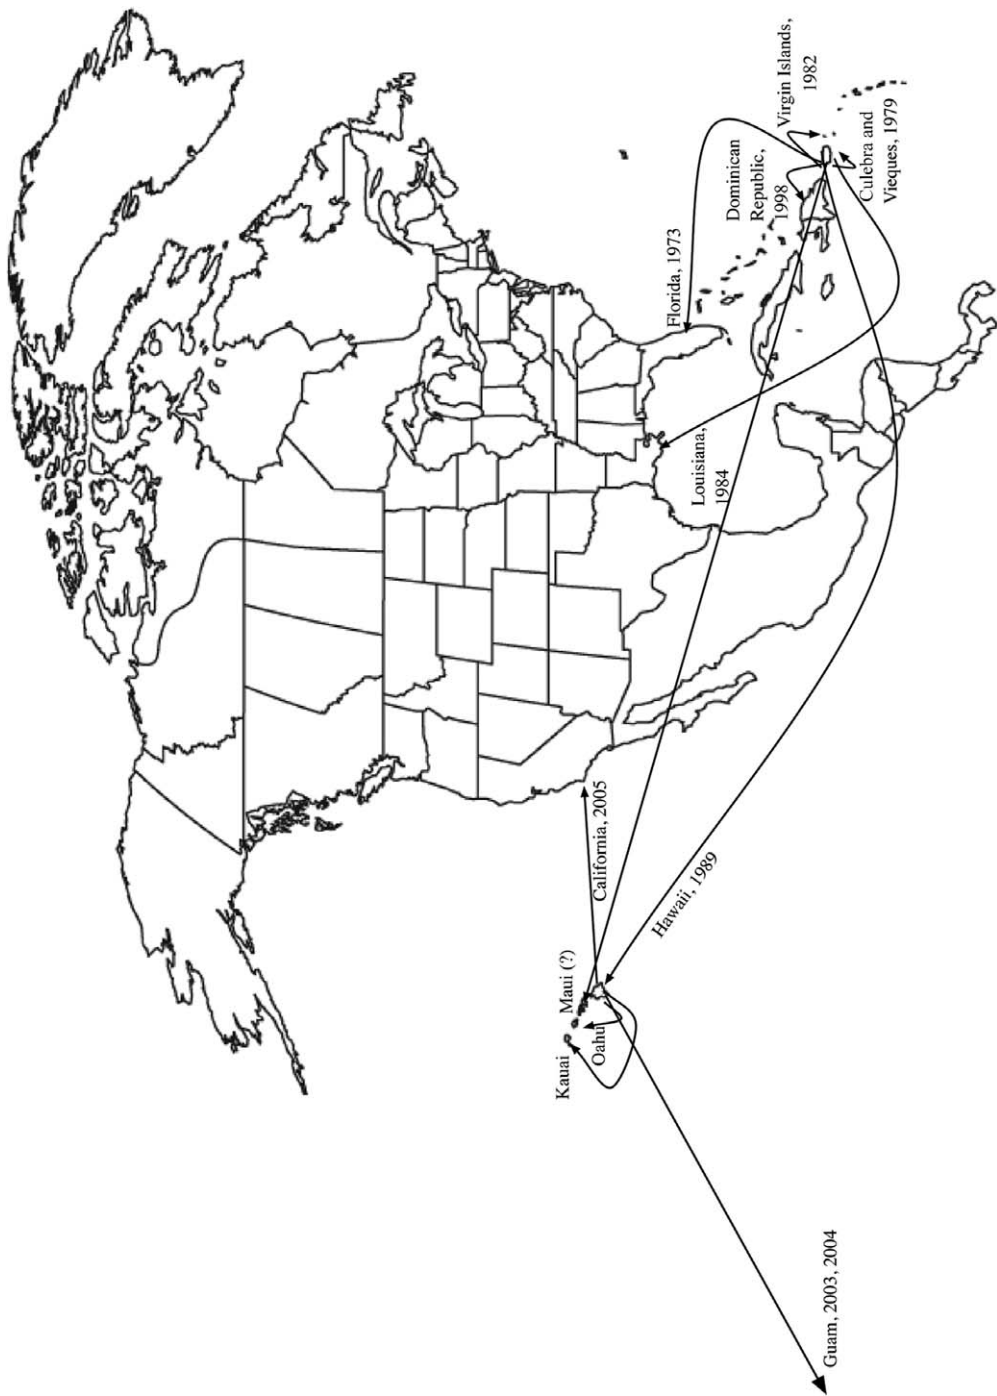 Virgin Islands,
1982
Culebra and
Vieques, 1979
Dominican
Republic,
1998
Florida, 1973
Louisiana,
1984
California, 2005
Hawaii, 1989
Maui (?)
Oahu
Kauai
Guam, 2003, 2004